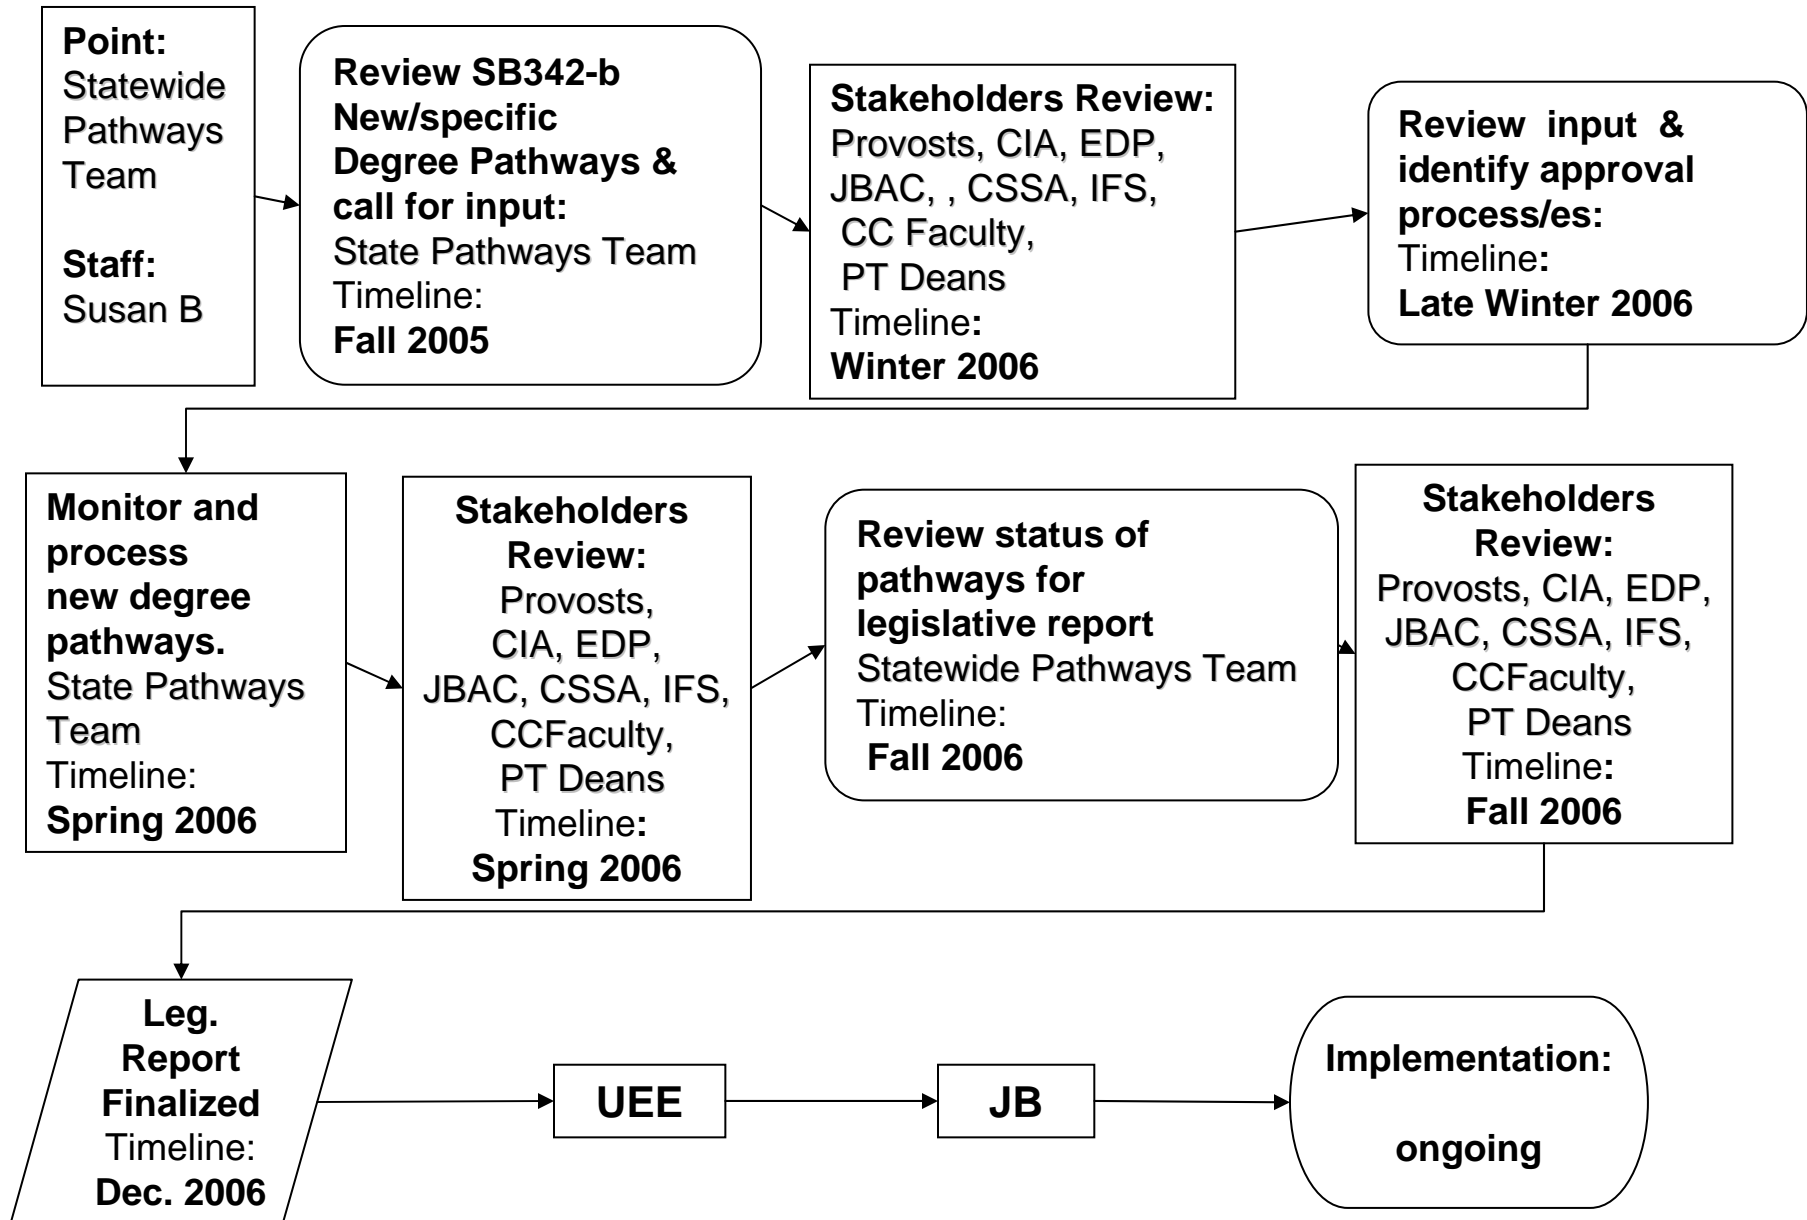 Point:
Statewide
Pathways
Team
Staff:
Susan B
Review SB342-b
New/specific
Degree Pathways &
call for input:
State Pathways Team
Timeline:
Fall 2005
Stakeholders Review:
Provosts, CIA, EDP,
JBAC, , CSSA, IFS,
CC Faculty,
PT Deans
Timeline:
Winter 2006
Review input &
identify approval
process/es:
Timeline:
Late Winter 2006
Monitor and
process
new degree
pathways.
State Pathways
Team
Timeline:
Spring 2006
Stakeholders
Review:
Provosts,
CIA, EDP,
JBAC, CSSA, IFS,
CCFaculty,
PT Deans
Timeline:
Spring 2006
Review status of
pathways for
legislative report
Statewide Pathways Team
Timeline:
Fall 2006
Stakeholders
Review:
Provosts, CIA, EDP,
JBAC, CSSA, IFS,
CCFaculty,
PT Deans
Timeline:
Fall 2006
Leg.
Report
Finalized
Timeline:
Dec. 2006
UEE
JB
Implementation:
ongoing